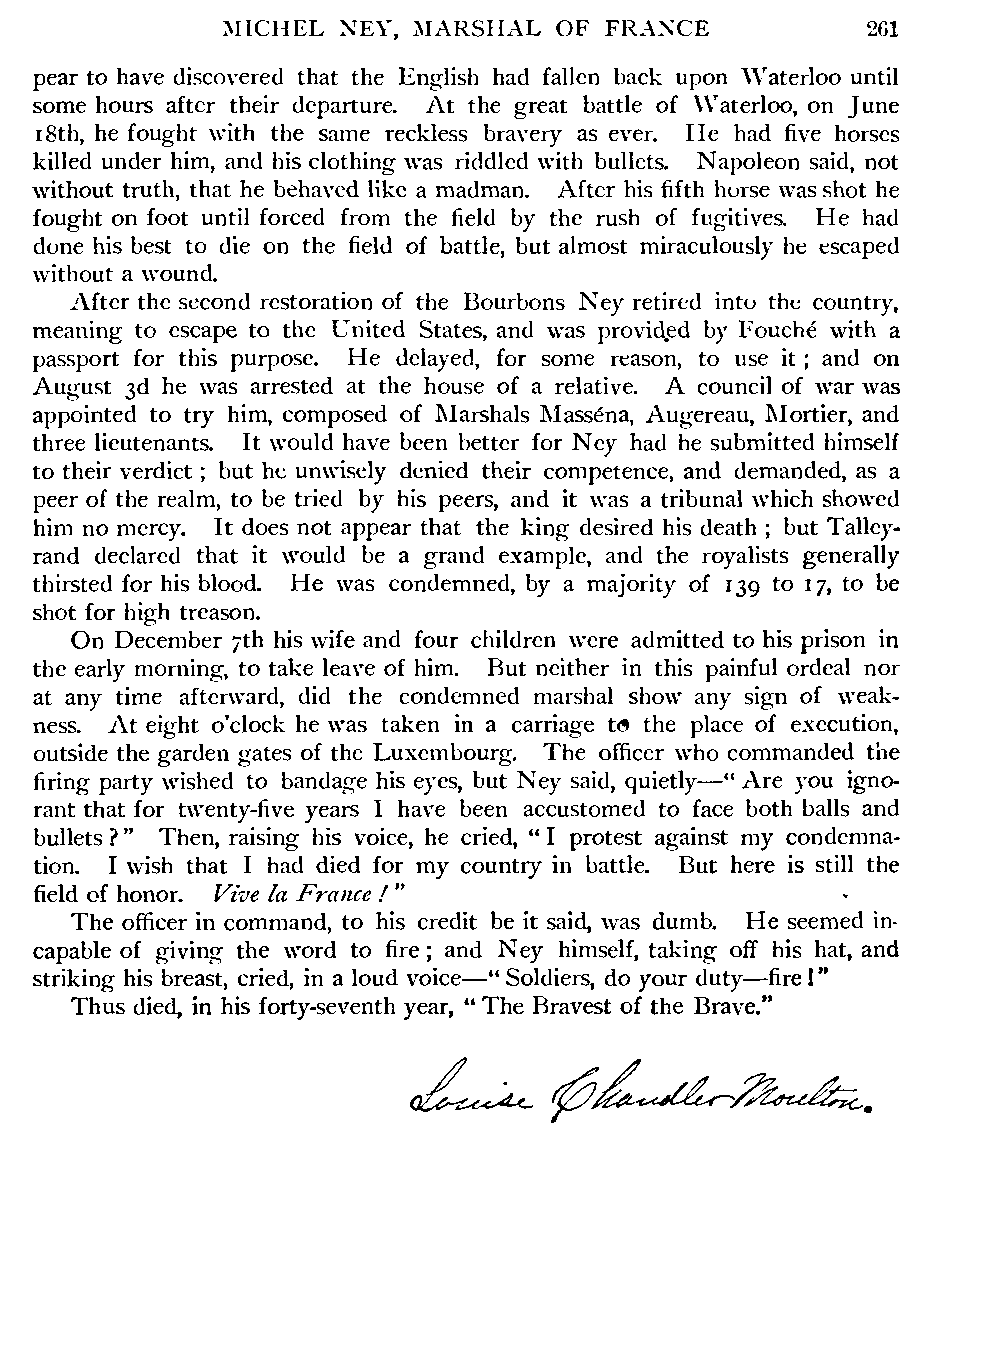 MICHEL NEY, MARSHAL OF FRANCE 261
pear to have discovered that the English had fallen back upon Waterloo until
some hours after their departure. At the great battle of Waterloo, on June
18th, he fought with the same reckless bravery as ever. He had five horses
killed under him, and his clothing was riddled with bullets. Napoleon said, not
without truth, that he behaved like a madman. After his fifth horse was shot he
fought on foot until forced from the field by the rush of fugitives. He had
done his best to die on the field of battle, but almost miraculously he escaped
without a wound.
After the second restoration of the Bourbons Ney retired into the country,
meaning to escape to the United States, and was provided by Fouché with a
passport for this purpose. He delayed, for some reason, to use it ; and on
August 3d he was arrested at the house of a relative. A council of war was
appointed to try him, composed of Marshals Masséna, Augereau, Mortier, and
three lieutenants. It would have been better for Ney had he submitted himself
to their verdict ; but he unwisely denied their competence, and demanded, as a
peer of the realm, to be tried by his peers, and it was a tribunal which showed
him no mercy. It does not appear that the king desired his death ; but Talley-
rand declared that it would be a grand example, and the royalists generally
thirsted for his blood. He was condemned, by a majority of 139 to 17, to be
shot for high treason.
On December 7th his wife and four children were admitted to his prison in
the early morning, to take leave of him. But neither in this painful ordeal nor
at any time afterward, did the condemned marshal show any sign of weak-
ness. At eight o'clock he was taken in a carriage to the place of execution,
outside the garden gates of the Luxembourg. The officer who commanded the
firing party wished to bandage his eyes, but Ney said, quietly—“ Are you igno-
rant that for twenty-five years I have been accustomed to face both balls and
bullets ? ” Then, raising his voice, he cried, “ I protest against my condemna-
tion. I wish that I had died for my country in battle. But here is still the
field of honor. Vive la France ! ”
The officer in command, to his credit be it said, was dumb. He seemed in-
capable of giving the word to fire ; and Ney himself, taking off his hat, and
striking his breast, cried, in a loud voice—“ Soldiers, do your duty—fire ! ”
Thus died, in his forty-seventh year, “ The Bravest of the Brave.”
Louise Chandler Moulton.